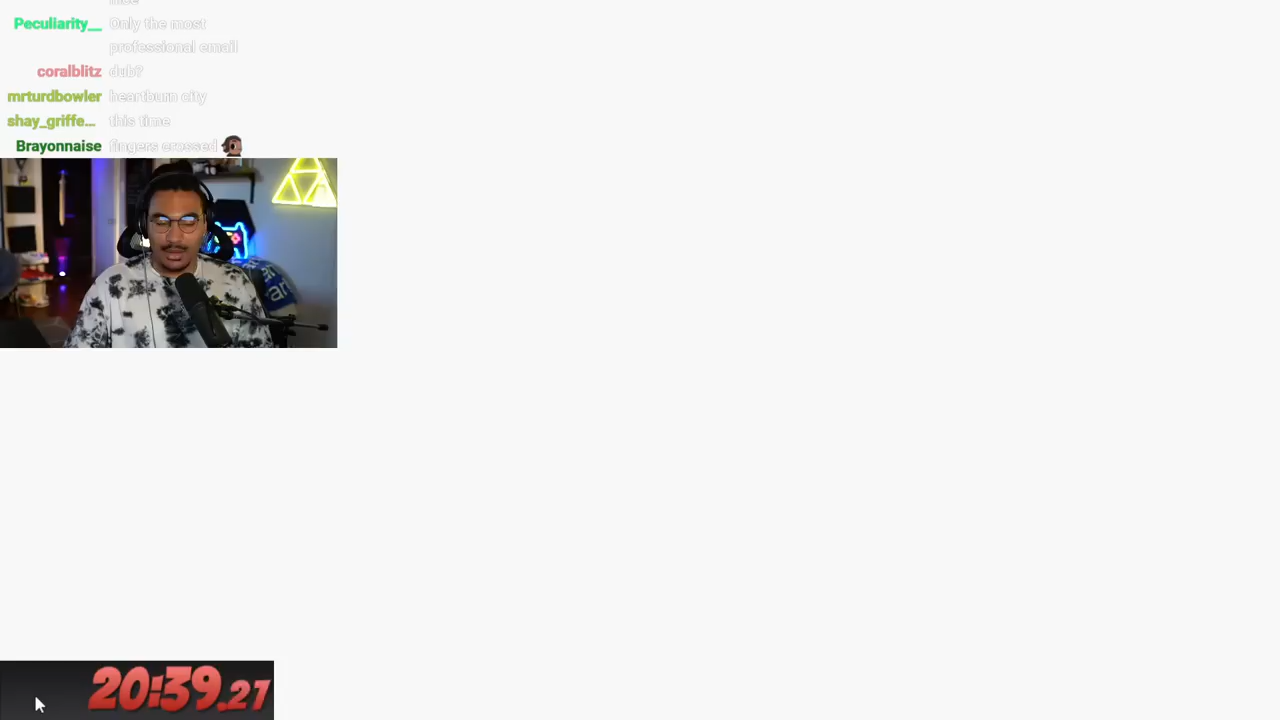 Peculiarity__ Only the most
professional email
coralblitz dub?
mrturdbowler heartburn city
shay_griffe... this time
Brayonnaise fingers crossed
20:39.27